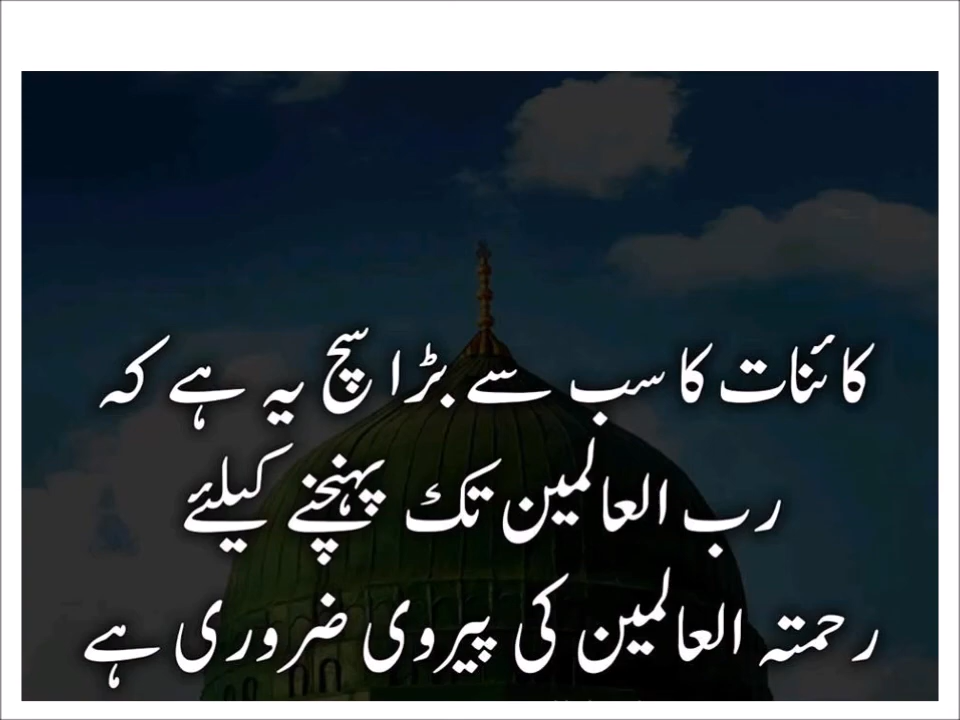 کائنات کا سب سے بڑا سچ یہ ہے کہ
رب العالمین تک پہنچنے کیلئے
رحمتہ العالمین کی پیروی ضروری ہے